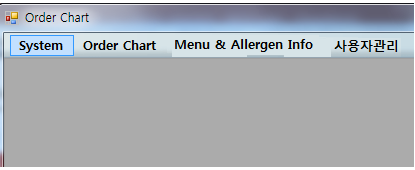 Order Chart
System Order Chart Menu & Allergen Info 사용자관리